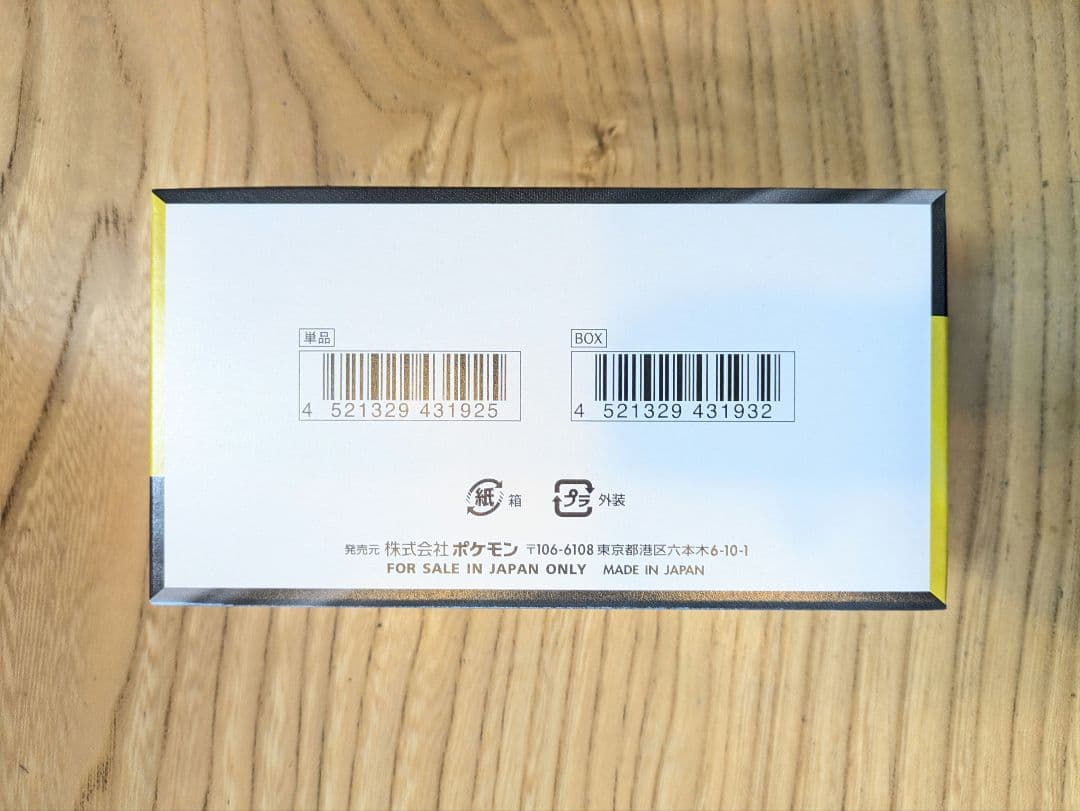 単品
4 521329 431925
BOX
4 521329 431932
紙 箱 プラ 外装
発売元 株式会社 ポケモン 〒106-6108 東京都港区六本木6-10-1
FOR SALE IN JAPAN ONLY MADE IN JAPAN